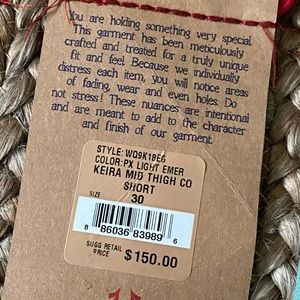 You are holding something very special.
This garment has been meticulously
crafted and treated for a truly unique
fit and feel. Because we individually
distress each item, you will notice areas
of fading, wear and even holes. Do
not stress! These nuances are intentional
and are meant to add to the character
and finish of our garment.
STYLE: WQ9K18EG
COLOR:PX LIGHT EMER
KEIRA MID THIGH CO
SHORT
SIZE 30
8 86036 83989 6
SUGG RETAIL
PRICE $150.00